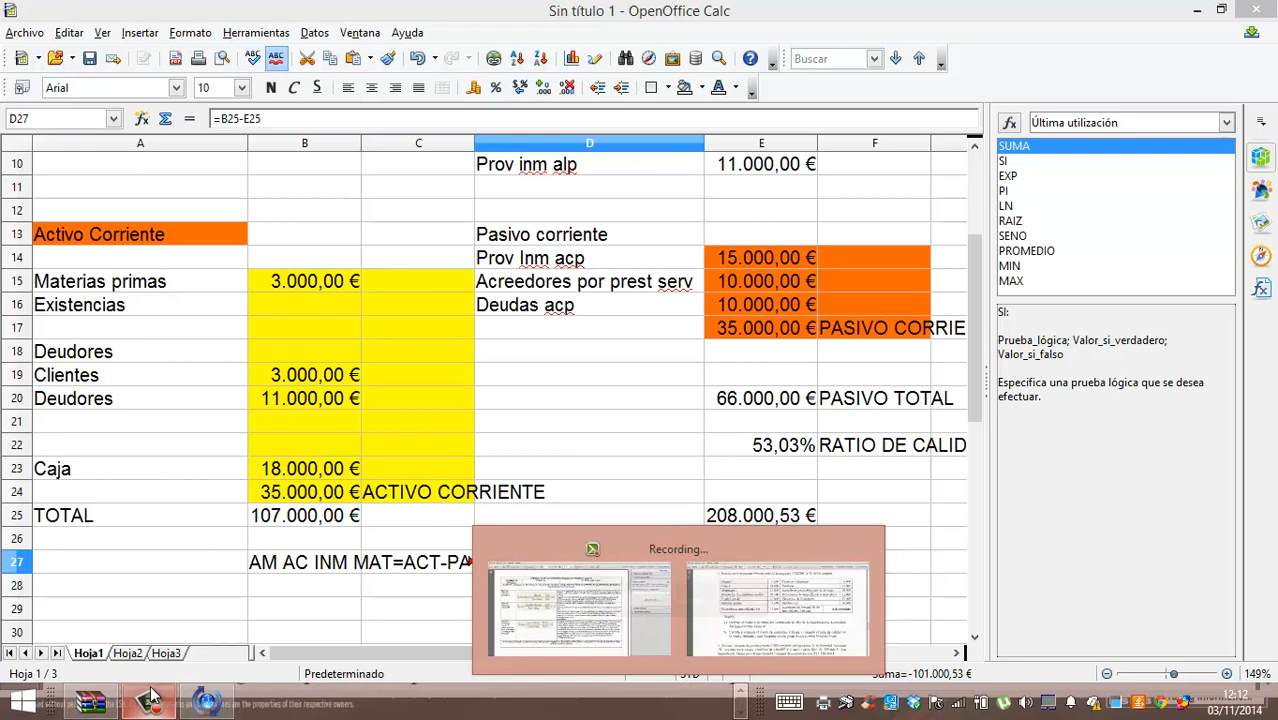 Sin título 1 - OpenOffice Calc
Archivo Editar Ver Insertar Formato Herramientas Datos Ventana Ayuda
Buscar
Arial 10
D27 =B25-E25
Última utilización
A B C D E F
SUMA
SI
EXP
PI
LN
RAIZ
SENO
PROMEDIO
MIN
MAX
10 Prov inm alp 11.000,00 €
11
12
13 Activo Corriente Pasivo corriente
14 Prov Inm acp 15.000,00 €
15 Materias primas 3.000,00 € Acreedores por prest serv 10.000,00 €
16 Existencias Deudas acp 10.000,00 €
17 35.000,00 € PASIVO CORRIE
18 Deudores
19 Clientes 3.000,00 €
20 Deudores 11.000,00 € 66.000,00 € PASIVO TOTAL
21
22 53,03% RATIO DE CALID
23 Caja 18.000,00 €
24 35.000,00 € ACTIVO CORRIENTE
25 TOTAL 107.000,00 € 208.000,53 €
26
27 AM AC INM MAT=ACT-PA
28
29
30
SI:
Prueba_lógica; Valor_si_verdadero;
Valor_si_falso
Especifica una prueba lógica que se desea
efectuar.
Recording...
Hoja2 Hoja3
Hoja 1 / 3 Predeterminado Suma=-101.000,53 € 149%
are the properties of their respective owners.
12:12
03/11/2014